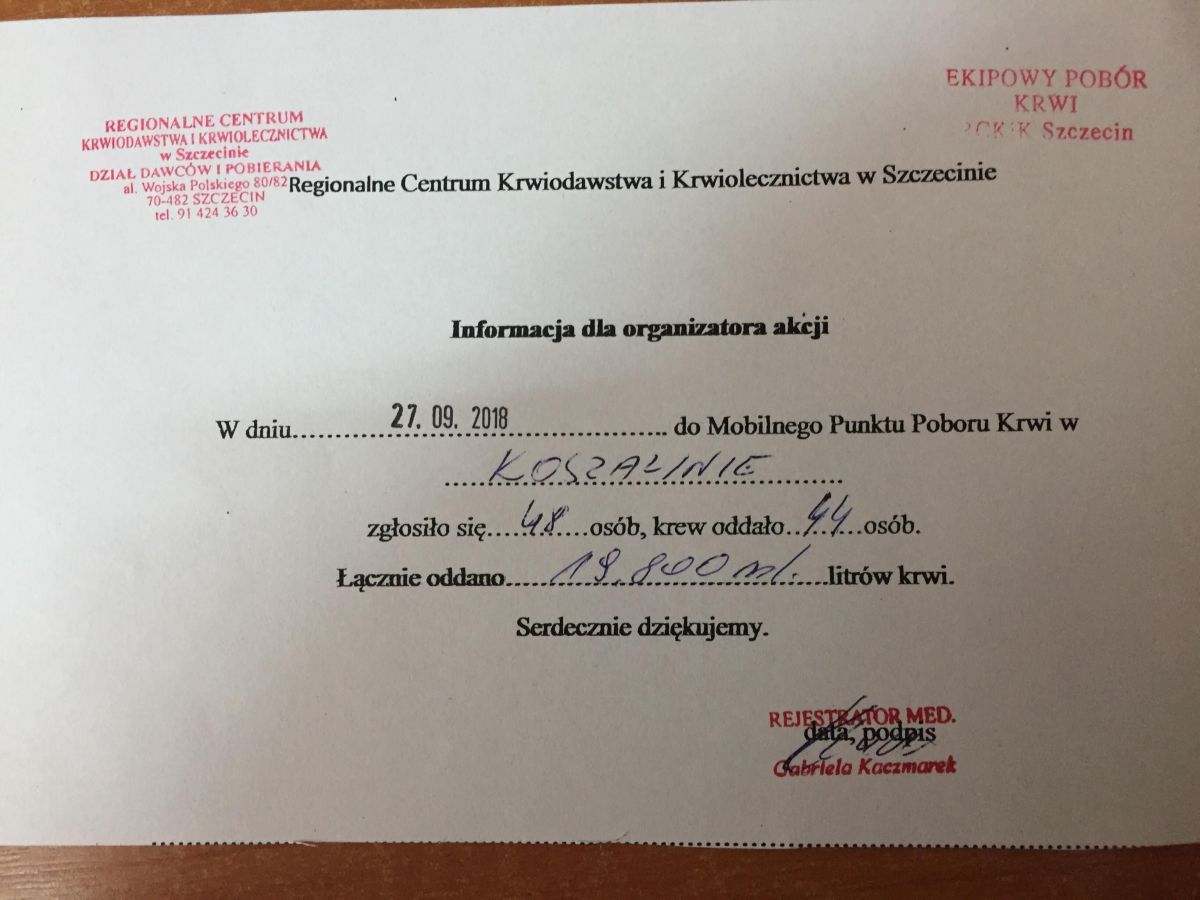 REGIONALNE CENTRUM
KRWIODAWSTWA I KRWIOLECZNICTWA
w Szczecinie
DZIAŁ DAWCÓW I POBIERANIA
al. Wojska Polskiego 80/82
70-482 SZCZECIN
tel. 91 424 36 30
EKIPOWY POBÓR
KRWI
RCKiK Szczecin
Regionalne Centrum Krwiodawstwa i Krwiolecznictwa w Szczecinie
Informacja dla organizatora akcji
W dniu...27. 09. 2018... do Mobilnego Punktu Poboru Krwi w
...KOSZALINIE...
zgłosiło się...48...osób, krew oddało...44...osób.
Łącznie oddano...19.800 ml...litrów krwi.
Serdecznie dziękujemy.
REJESTRATOR MED.
data, podpis
Gabriela Kaczmarek